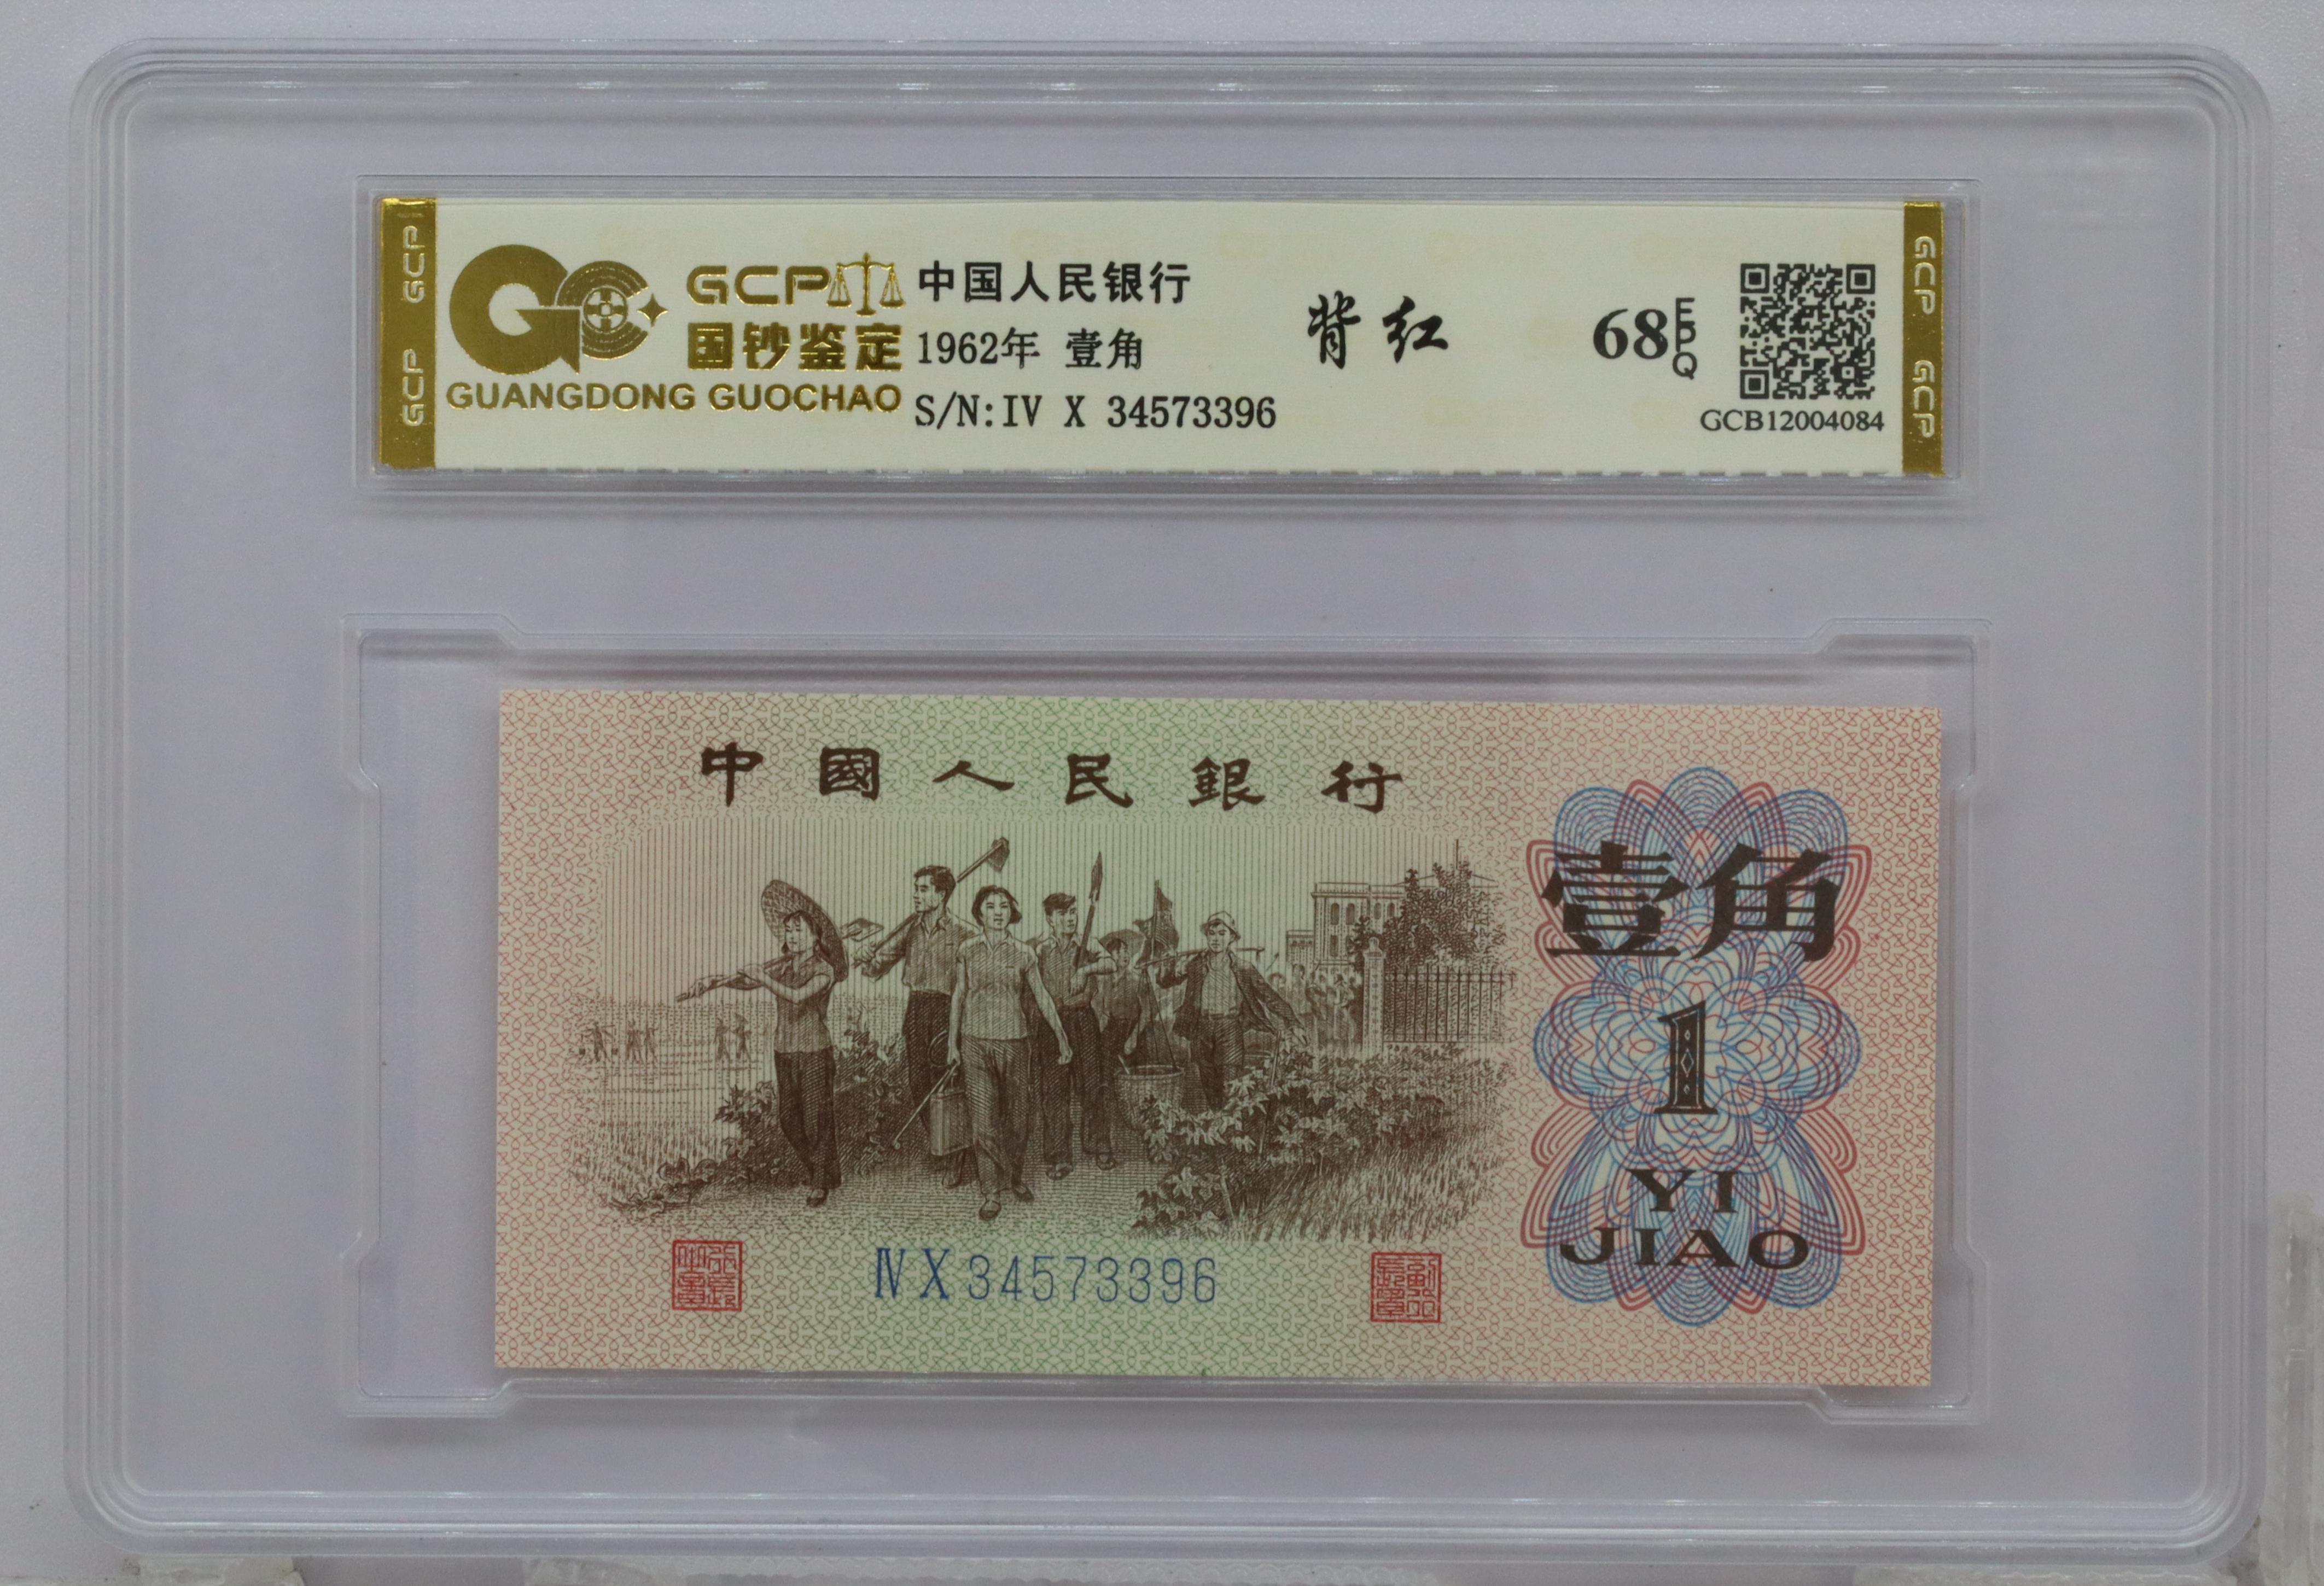 GCP GCP
GCP
国钞鉴定
GUANGDONG GUOCHAO
中国人民银行
1962年 壹角
S/N:IV X 34573396
背红
68 EPQ
GCB12004084
GCP GCP
中國人民銀行
壹角
1
YI
JIAO
ⅣX34573396